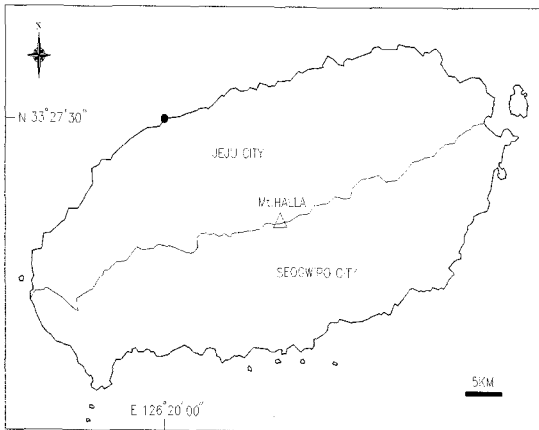 N
N 33°27'30"
JEJU CITY
Mt.HALLA
SEOGWIPO CITY
5KM
E 126°20'00"